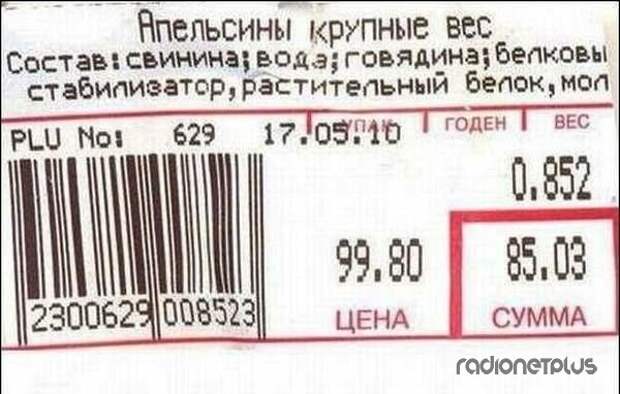 Апельсины крупные вес
Состав:свинина;вода;говядина;белковы
стабилизатор,растительный белок,мол
PLU No: 629 17.05.10 УПАК ГОДЕН ВЕС
0.852
99.80 85.03
2300629 008523 ЦЕНА СУММА
radionetplus